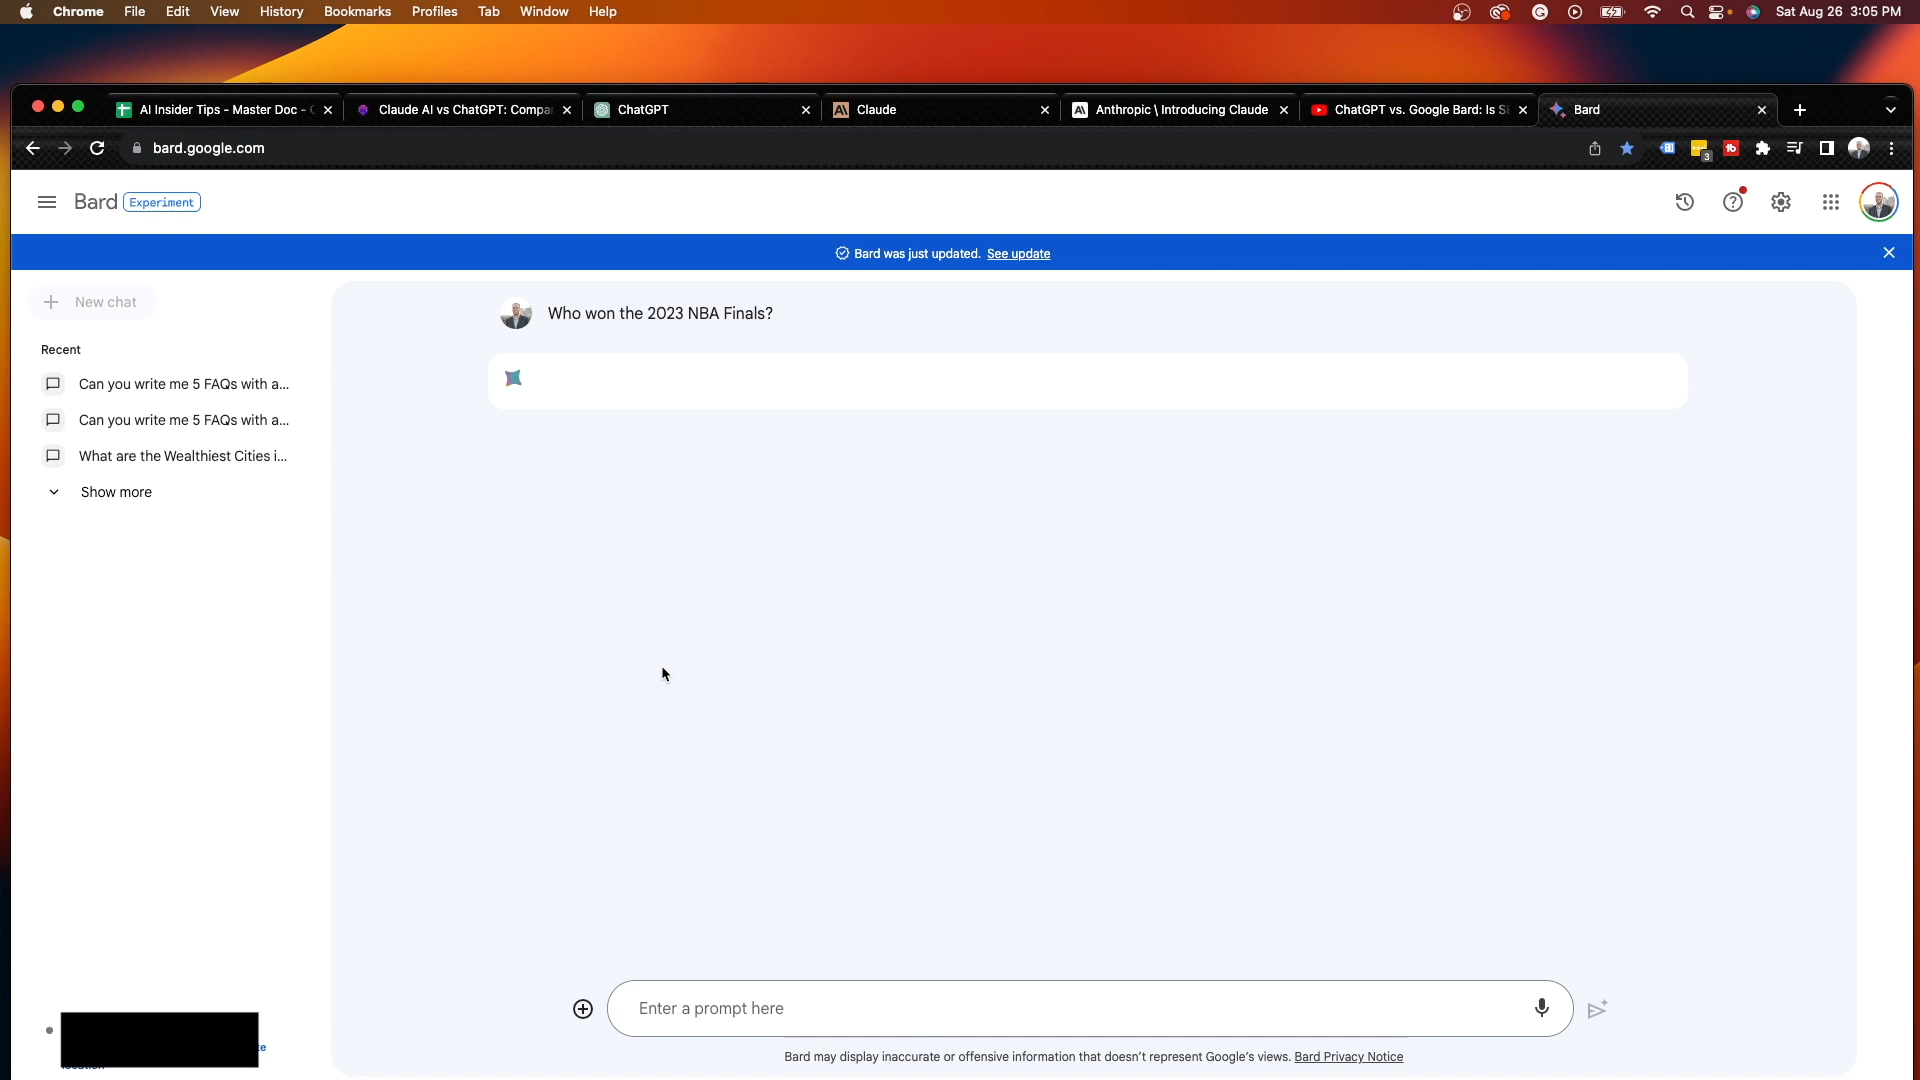 Chrome File Edit View History Bookmarks Profiles Tab Window Help Sat Aug 26 3:05 PM
AI Insider Tips - Master Doc - Claude AI vs ChatGPT: Compa ChatGPT Claude Anthropic \ Introducing Claude ChatGPT vs. Google Bard: Is Bard
bard.google.com 3
Bard Experiment
Bard was just updated. See update
New chat
Who won the 2023 NBA Finals?
Recent
Can you write me 5 FAQs with a...
Can you write me 5 FAQs with a...
What are the Wealthiest Cities i...
Show more
Enter a prompt here
Bard may display inaccurate or offensive information that doesn't represent Google's views. Bard Privacy Notice